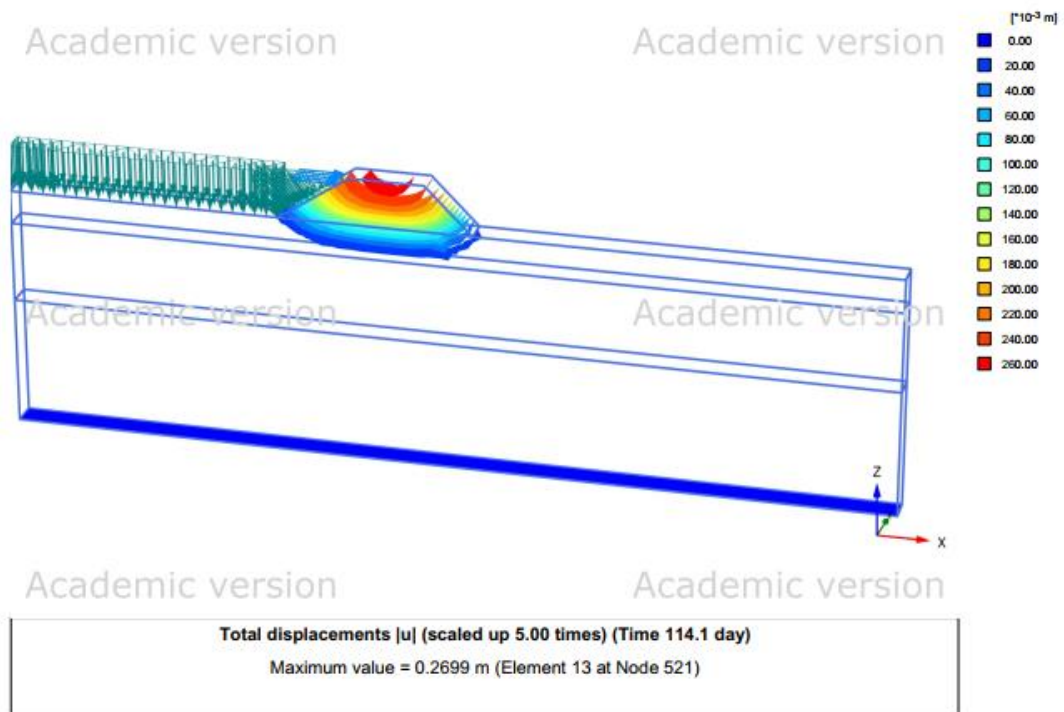 [*10⁻³ m]
Academic version
Academic version
0.00
20.00
40.00
60.00
80.00
100.00
120.00
140.00
160.00
180.00
200.00
220.00
240.00
260.00
Academic version
Academic version
Z
X
Academic version
Academic version
Total displacements |u| (scaled up 5.00 times) (Time 114.1 day)
Maximum value = 0.2699 m (Element 13 at Node 521)